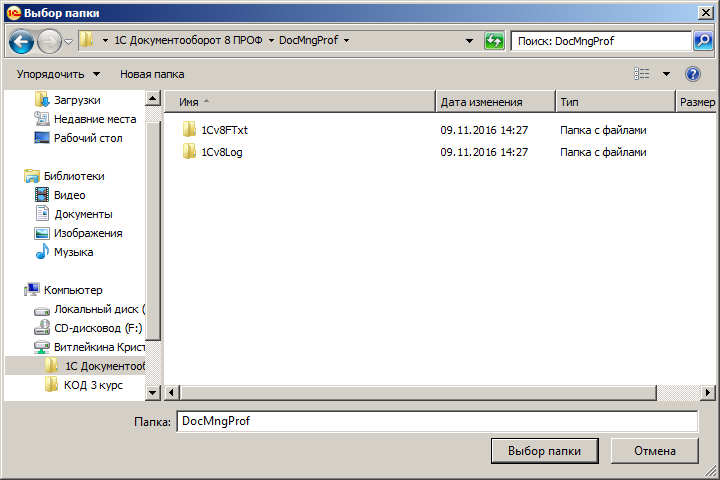 Выбор папки
1С Документооборот 8 ПРОФ DocMngProf
Поиск: DocMngProf
Упорядочить Новая папка
Имя Дата изменения Тип Размер
Загрузки
Недавние места
Рабочий стол
Библиотеки
Видео
Документы
Изображения
Музыка
Компьютер
Локальный диск (
CD-дисковод (F:)
Витлейкина Крист
1С Документооб
КОД 3 курс
1Cv8FTxt 09.11.2016 14:27 Папка с файлами
1Cv8Log 09.11.2016 14:27 Папка с файлами
Папка: DocMngProf
Выбор папки Отмена